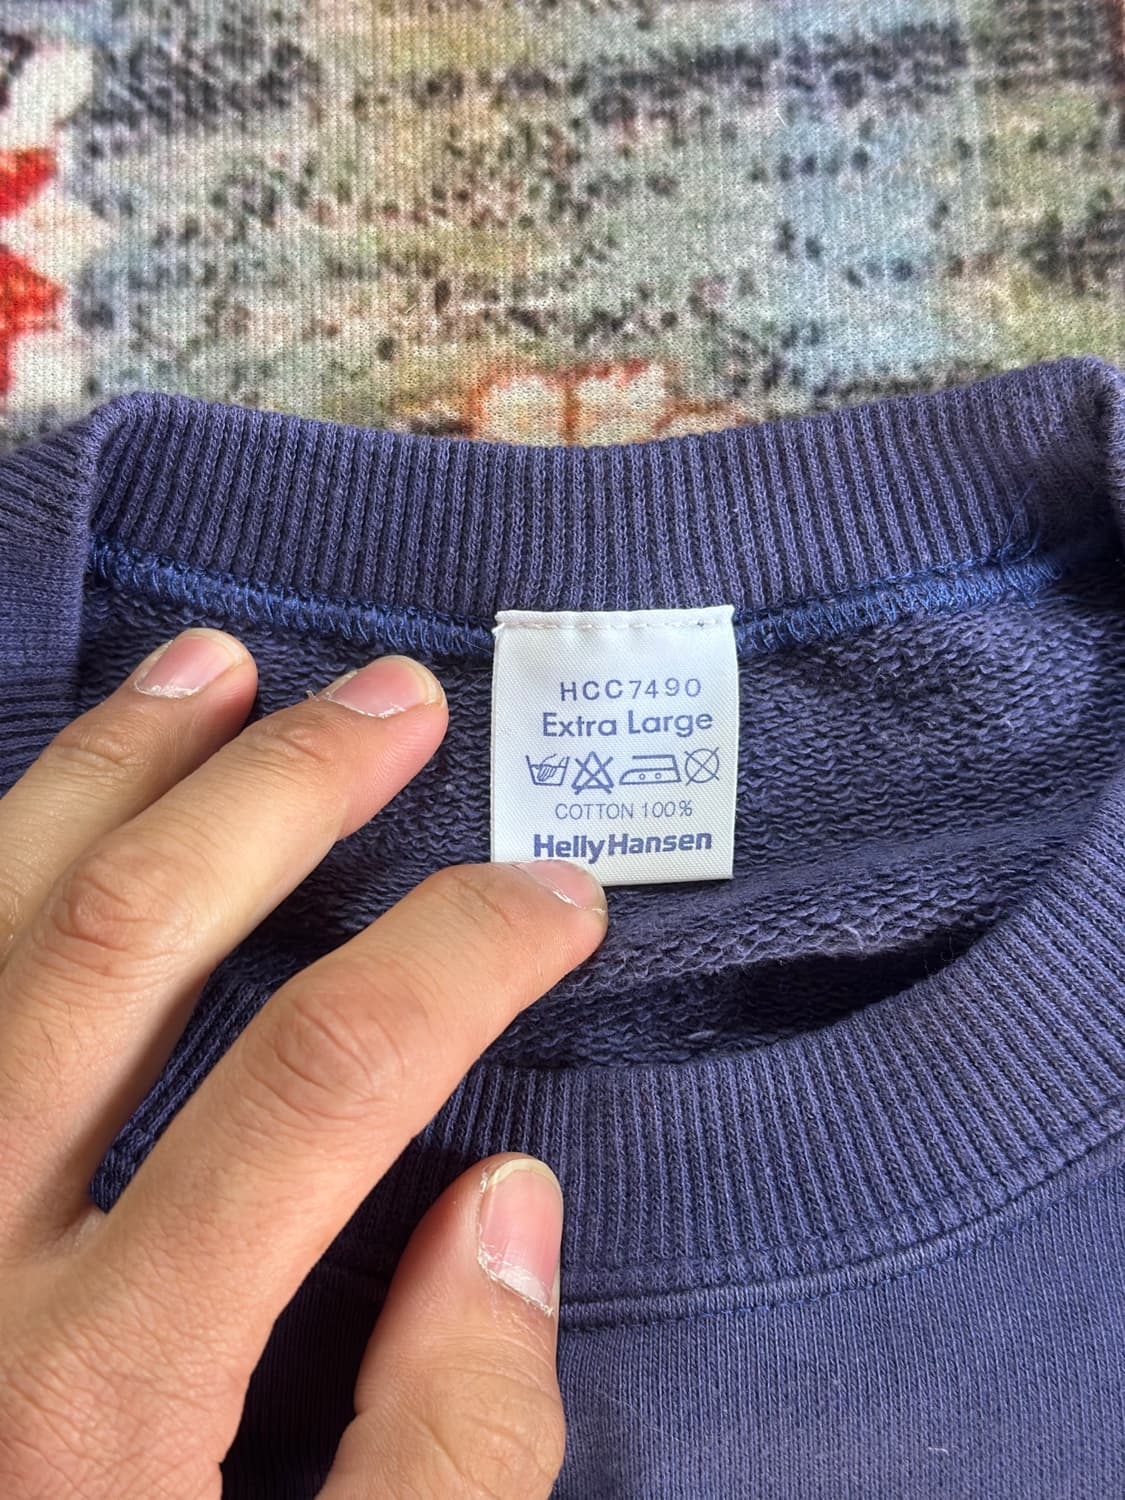 HCC7490
Extra Large
COTTON 100%
HellyHansen